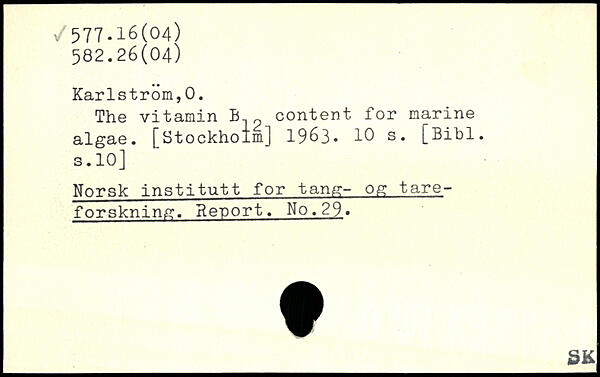 ✓577.16(04)
582.26(04)
Karlström,O.
The vitamin B12 content for marine
algae. [Stockholm] 1963. 10 s. [Bibl.
s.10]
Norsk institutt for tang- og tare-
forskning. Report. No.29.
SK